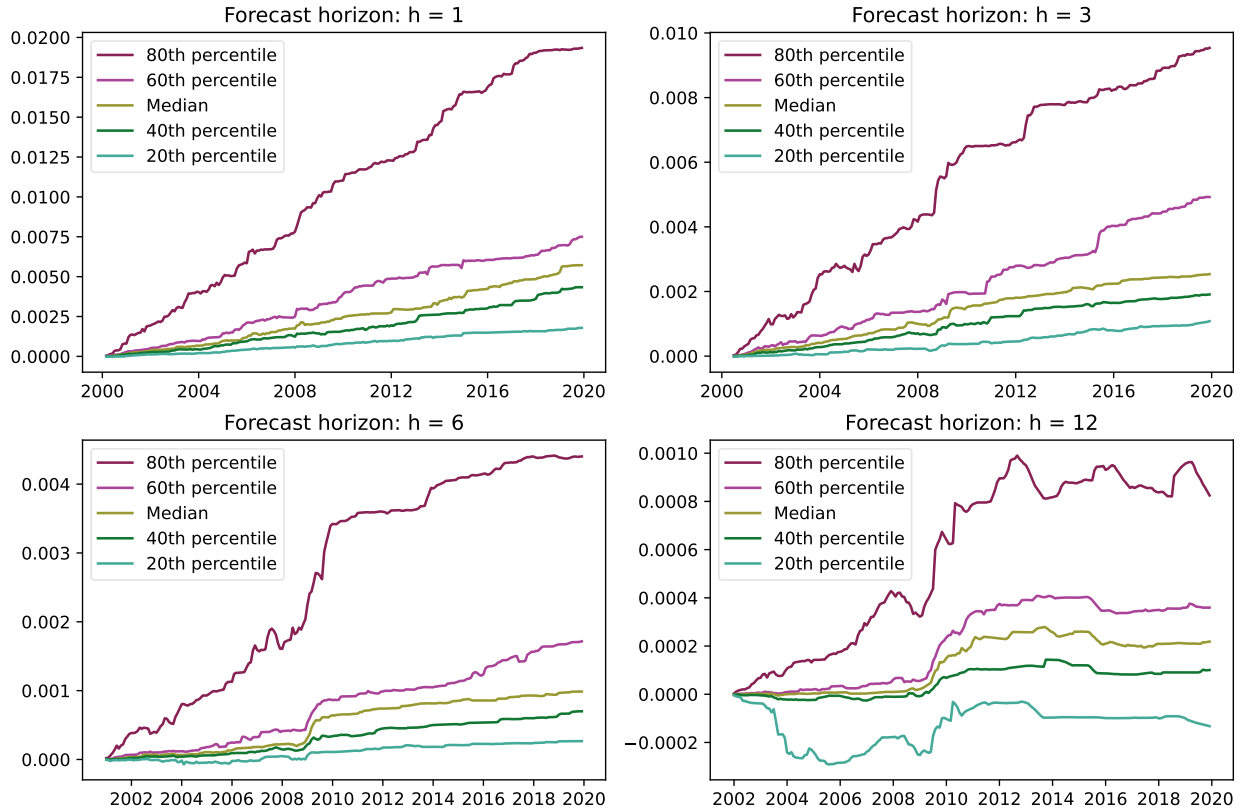 Forecast horizon: h = 1
0.0200
0.0175
0.0150
0.0125
0.0100
0.0075
0.0050
0.0025
0.0000
80th percentile
60th percentile
Median
40th percentile
20th percentile
2000 2004 2008 2012 2016 2020
Forecast horizon: h = 3
0.010
0.008
0.006
0.004
0.002
0.000
80th percentile
60th percentile
Median
40th percentile
20th percentile
2000 2004 2008 2012 2016 2020
Forecast horizon: h = 6
0.004
0.003
0.002
0.001
0.000
80th percentile
60th percentile
Median
40th percentile
20th percentile
2002 2004 2006 2008 2010 2012 2014 2016 2018 2020
Forecast horizon: h = 12
0.0010
0.0008
0.0006
0.0004
0.0002
0.0000
−0.0002
80th percentile
60th percentile
Median
40th percentile
20th percentile
2002 2004 2006 2008 2010 2012 2014 2016 2018 2020